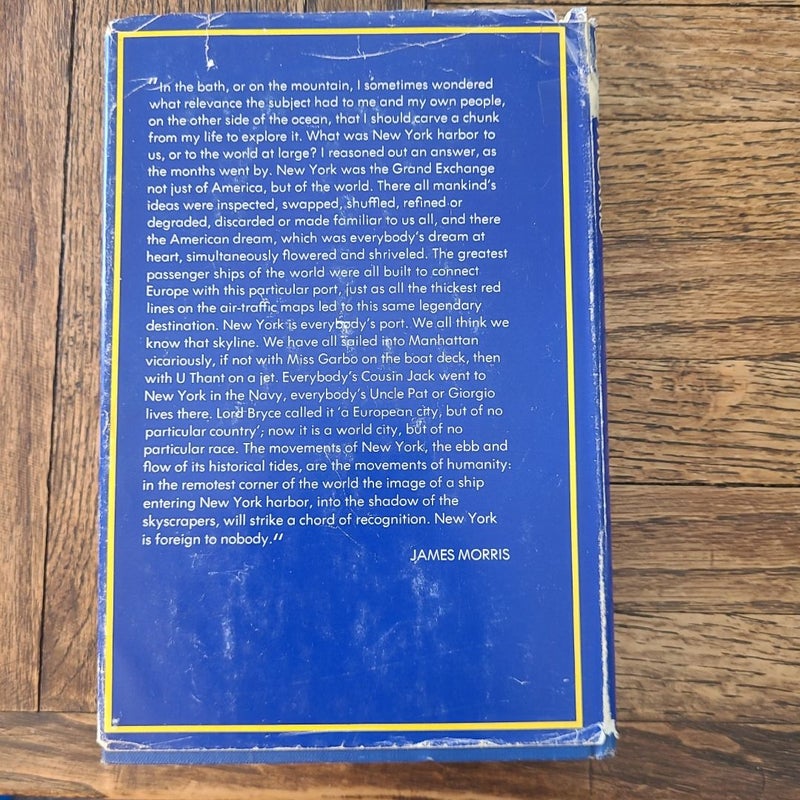 "In the bath, or on the mountain, I sometimes wondered
what relevance the subject had to me and my own people,
on the other side of the ocean, that I should carve a chunk
from my life to explore it. What was New York harbor to
us, or to the world at large? I reasoned out an answer, as
the months went by. New York was the Grand Exchange
not just of America, but of the world. There all mankind's
ideas were inspected, swapped, shuffled, refined or
degraded, discarded or made familiar to us all, and there
the American dream, which was everybody's dream at
heart, simultaneously flowered and shriveled. The greatest
passenger ships of the world were all built to connect
Europe with this particular port, just as all the thickest red
lines on the air-traffic maps led to this same legendary
destination. New York is everybody's port. We all think we
know that skyline. We have all sailed into Manhattan
vicariously, if not with Miss Garbo on the boat deck, then
with U Thant on a jet. Everybody's Cousin Jack went to
New York in the Navy, everybody's Uncle Pat or Giorgio
lives there. Lord Bryce called it 'a European city, but of no
particular country'; now it is a world city, but of no
particular race. The movements of New York, the ebb and
flow of its historical tides, are the movements of humanity:
in the remotest corner of the world the image of a ship
entering New York harbor, into the shadow of the
skyscrapers, will strike a chord of recognition. New York
is foreign to nobody."
JAMES MORRIS